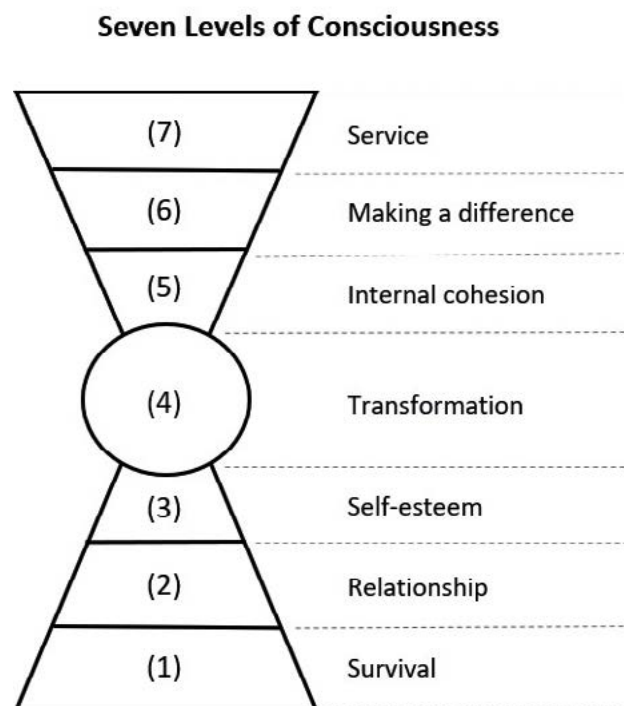 Seven Levels of Consciousness
(7) Service
(6) Making a difference
(5) Internal cohesion
(4) Transformation
(3) Self-esteem
(2) Relationship
(1) Survival